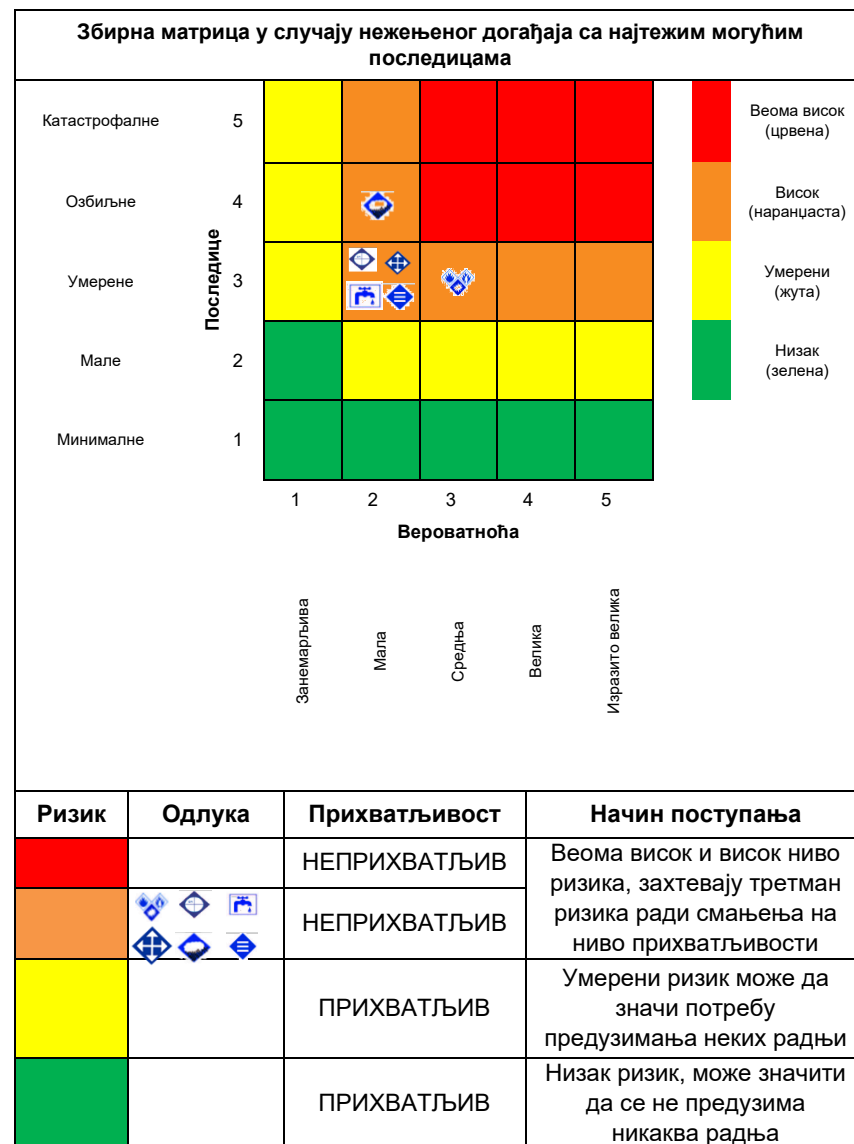 Збирна матрица у случају нежењеног догађаја са најтежим могућим
последицама
Катастрофалне 5
Веома висок
(црвена)
Озбиљне 4
Висок
(наранџаста)
Последице
Умерене 3
Умерени
(жута)
Мале 2
Низак
(зелена)
Минималне 1
1 2 3 4 5
Вероватноћа
Занемарљива
Мала
Средња
Велика
Изразито велика
Ризик Одлука Прихватљивост Начин поступања
НЕПРИХВАТЉИВ
НЕПРИХВАТЉИВ
Веома висок и висок ниво
ризика, захтевају третман
ризика ради смањења на
ниво прихватљивости
ПРИХВАТЉИВ
Умерени ризик може да
значи потребу
предузимања неких радњи
ПРИХВАТЉИВ
Низак ризик, може значити
да се не предузима
никаква радња